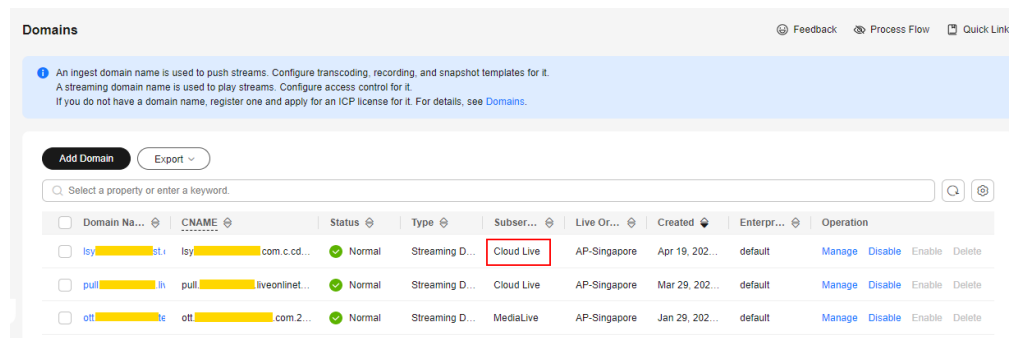 Domains Feedback Process Flow Quick Link
An ingest domain name is used to push streams. Configure transcoding, recording, and snapshot templates for it.
A streaming domain name is used to play streams. Configure access control for it.
If you do not have a domain name, register one and apply for an ICP license for it. For details, see Domains.
Add Domain Export
Select a property or enter a keyword.
Domain Na... CNAME Status Type Subser... Live Or... Created Enterpr... Operation
lsy st. lsy com.c.cd... Normal Streaming D... Cloud Live AP-Singapore Apr 19, 202... default Manage Disable Enable Delete
pull liv pull. liveonlinet... Normal Streaming D... Cloud Live AP-Singapore Mar 29, 202... default Manage Disable Enable Delete
ott te ott. .com.2... Normal Streaming D... MediaLive AP-Singapore Jan 29, 202... default Manage Disable Enable Delete